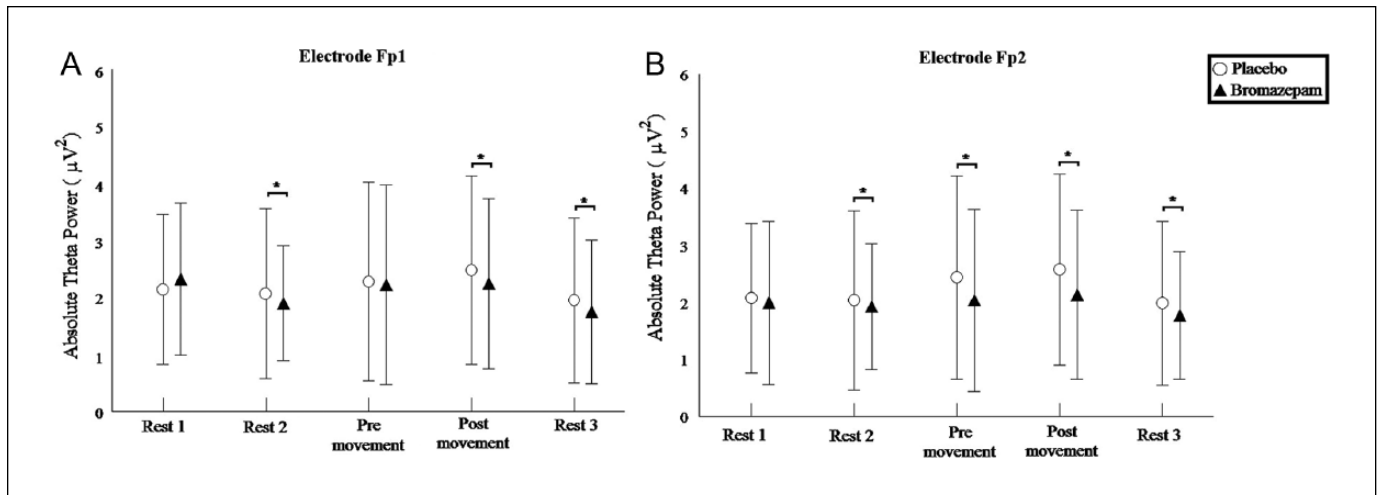 A
Electrode Fp1
Absolute Theta Power ( μV²)
6
5
4
3
2
1
0
*
*
*
Rest 1
Rest 2
Pre
movement
Post
movement
Rest 3
B
Electrode Fp2
Absolute Theta Power ( μV²)
6
5
4
3
2
1
0
*
*
*
*
Rest 1
Rest 2
Pre
movement
Post
movement
Rest 3
Placebo
Bromazepam